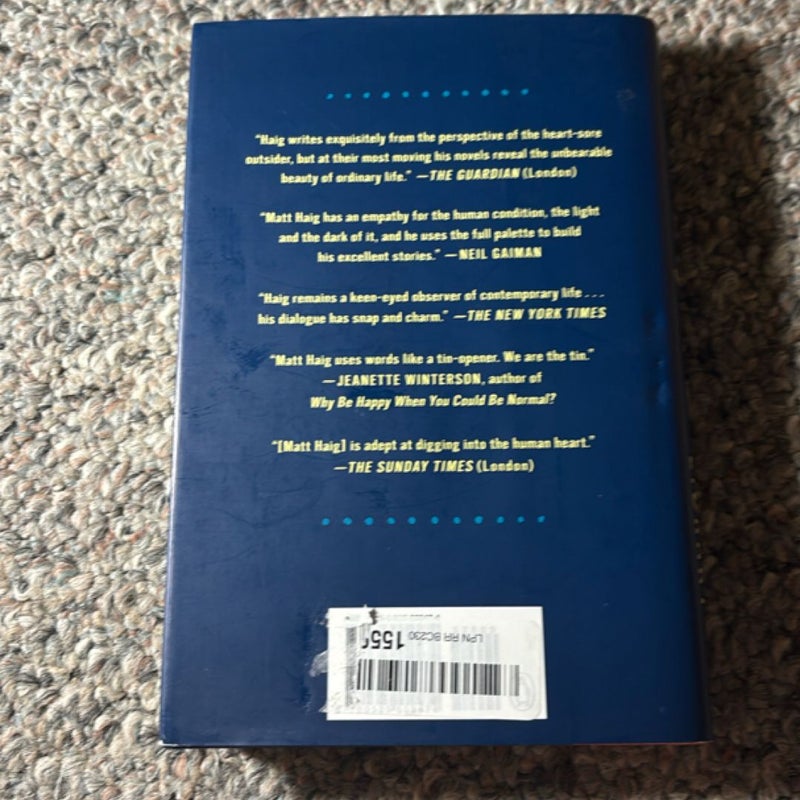 "Haig writes exquisitely from the perspective of the heart-sore
outsider, but at their most moving his novels reveal the unbearable
beauty of ordinary life." —THE GUARDIAN (London)
"Matt Haig has an empathy for the human condition, the light
and the dark of it, and he uses the full palette to build
his excellent stories." —NEIL GAIMAN
"Haig remains a keen-eyed observer of contemporary life . . .
his dialogue has snap and charm." —THE NEW YORK TIMES
"Matt Haig uses words like a tin-opener. We are the tin."
—JEANETTE WINTERSON, author of
Why Be Happy When You Could Be Normal?
"[Matt Haig] is adept at digging into the human heart."
—THE SUNDAY TIMES (London)
LPN RR BC230